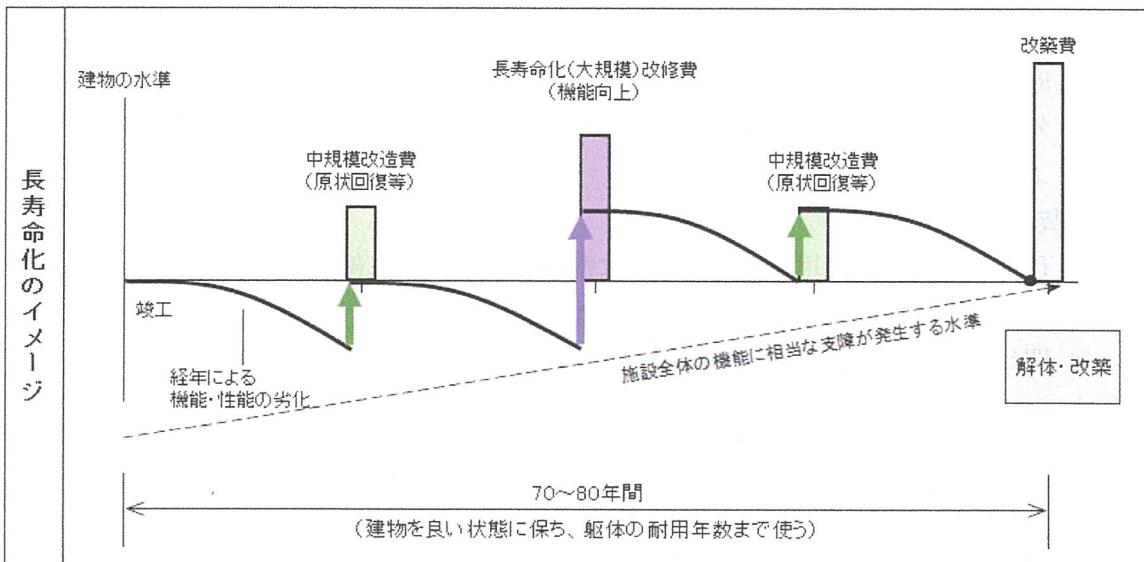 長寿命化のイメージ
建物の水準
中規模改造費
(原状回復等)
長寿命化(大規模)改修費
(機能向上)
中規模改造費
(原状回復等)
改築費
竣工
経年による
機能・性能の劣化
施設全体の機能に相当な支障が発生する水準
解体・改築
70～80年間
(建物を良い状態に保ち、躯体の耐用年数まで使う)